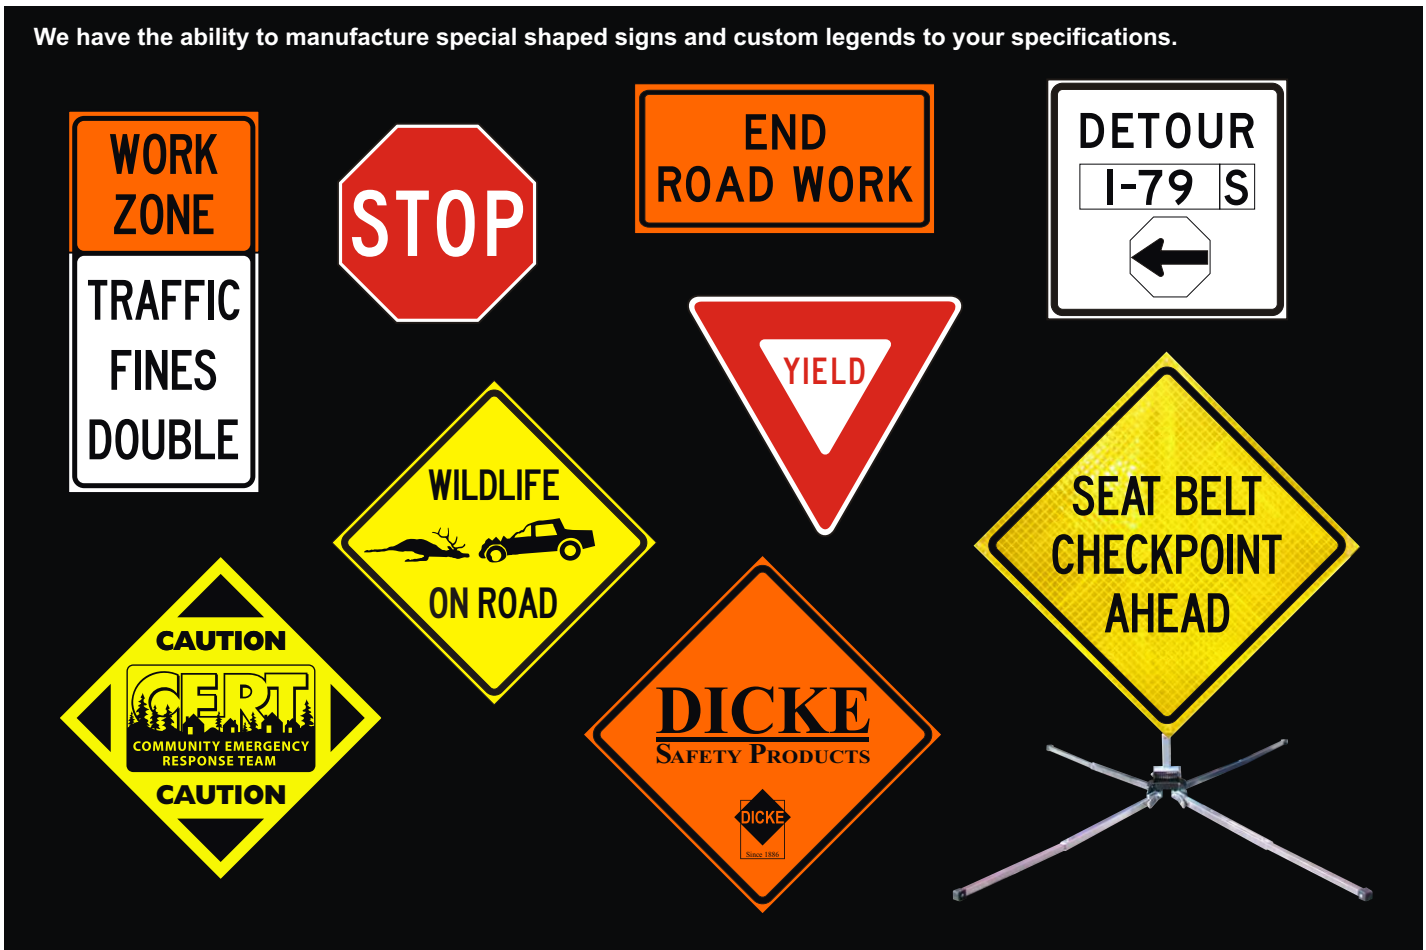 We have the ability to manufacture special shaped signs and custom legends to your specifications.
WORK
ZONE
TRAFFIC
FINES
DOUBLE
STOP
END
ROAD WORK
DETOUR
I-79 S
YIELD
WILDLIFE
ON ROAD
SEAT BELT
CHECKPOINT
AHEAD
CAUTION
CERT
COMMUNITY EMERGENCY
RESPONSE TEAM
CAUTION
DICKE
SAFETY PRODUCTS
DICKE
Since 1886